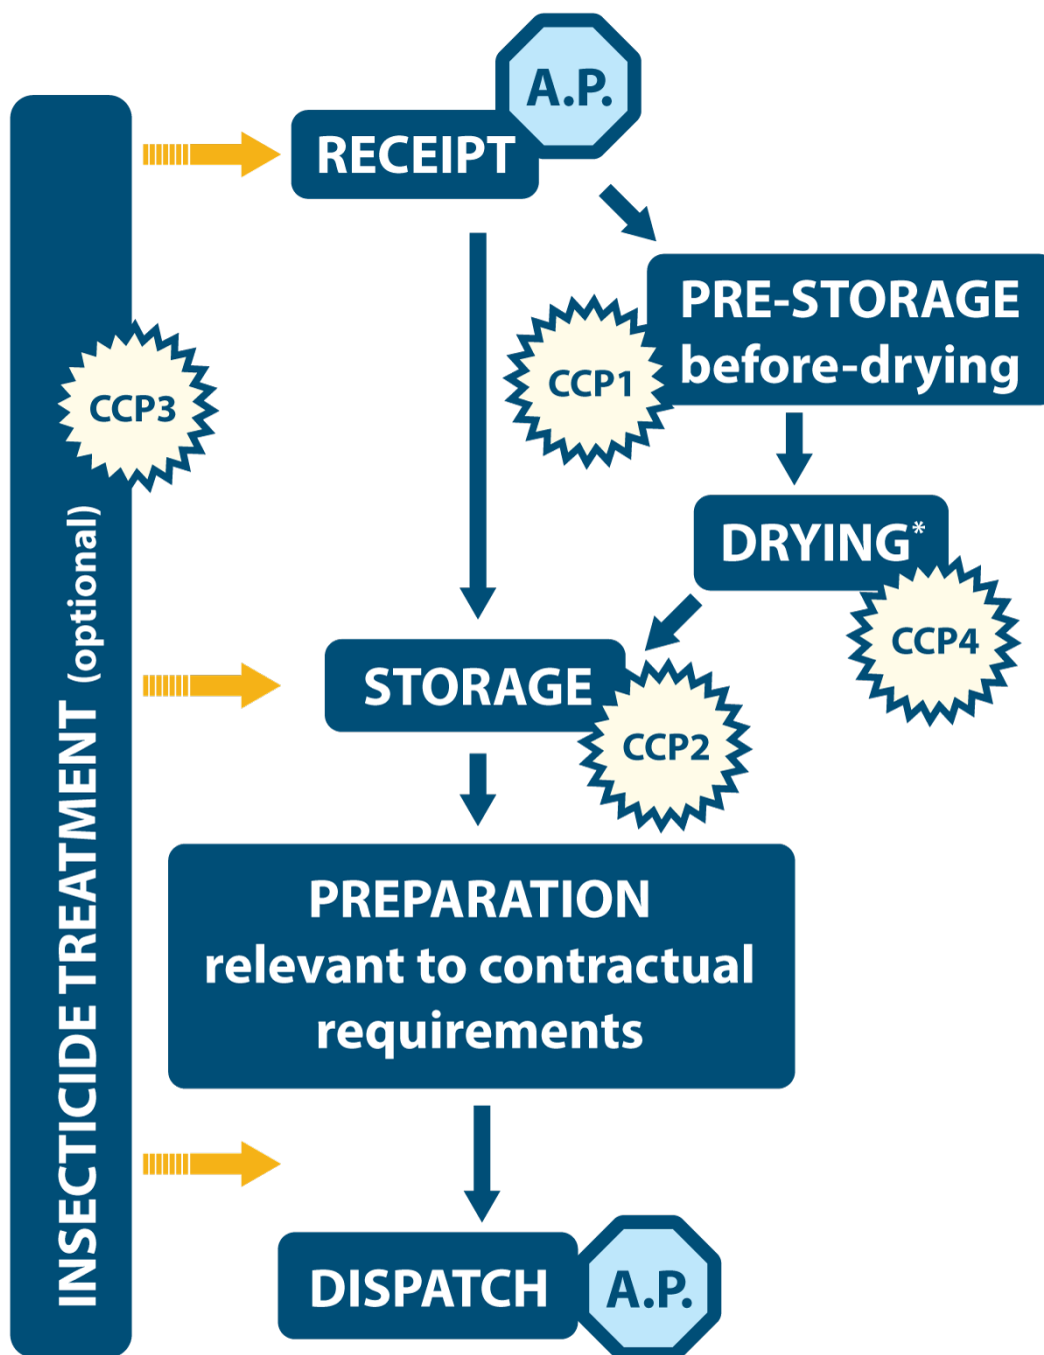 A.P.
RECEIPT
PRE-STORAGE
before-drying
CCP1
CCP3
DRYING*
CCP4
STORAGE
CCP2
INSECTICIDE TREATMENT (optional)
PREPARATION
relevant to contractual
requirements
DISPATCH
A.P.